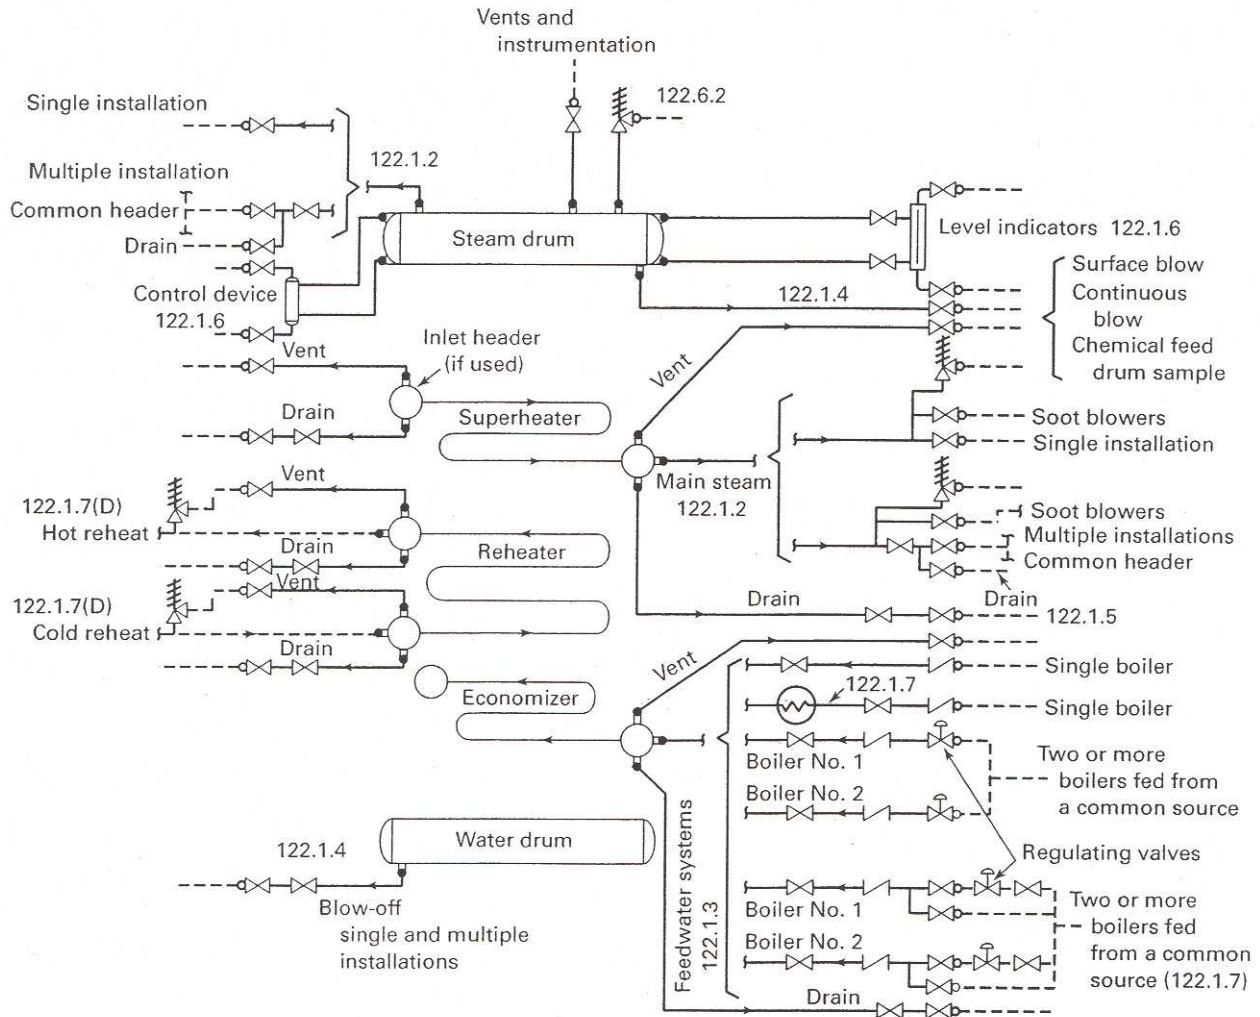 Vents and
instrumentation
Single installation
122.6.2
122.1.2
Multiple installation
Common header
Drain
Steam drum
Level indicators 122.1.6
Control device
122.1.6
122.1.4
Surface blow
Continuous
blow
Chemical feed
drum sample
Vent
Inlet header
(if used)
Vent
Drain
Superheater
Soot blowers
Single installation
Main steam
122.1.2
Vent
122.1.7(D)
Hot reheat
Drain
Reheater
Soot blowers
Multiple installations
Common header
Drain
Vent
122.1.7(D)
Cold reheat
Drain
Drain
122.1.5
Vent
Economizer
Single boiler
122.1.7
Single boiler
Boiler No. 1
Two or more
boilers fed from
a common source
Boiler No. 2
Water drum
122.1.4
Blow-off
single and multiple
installations
Feedwater systems
122.1.3
Regulating valves
Boiler No. 1
Two or more
boilers fed
from a common
source (122.1.7)
Boiler No. 2
Drain